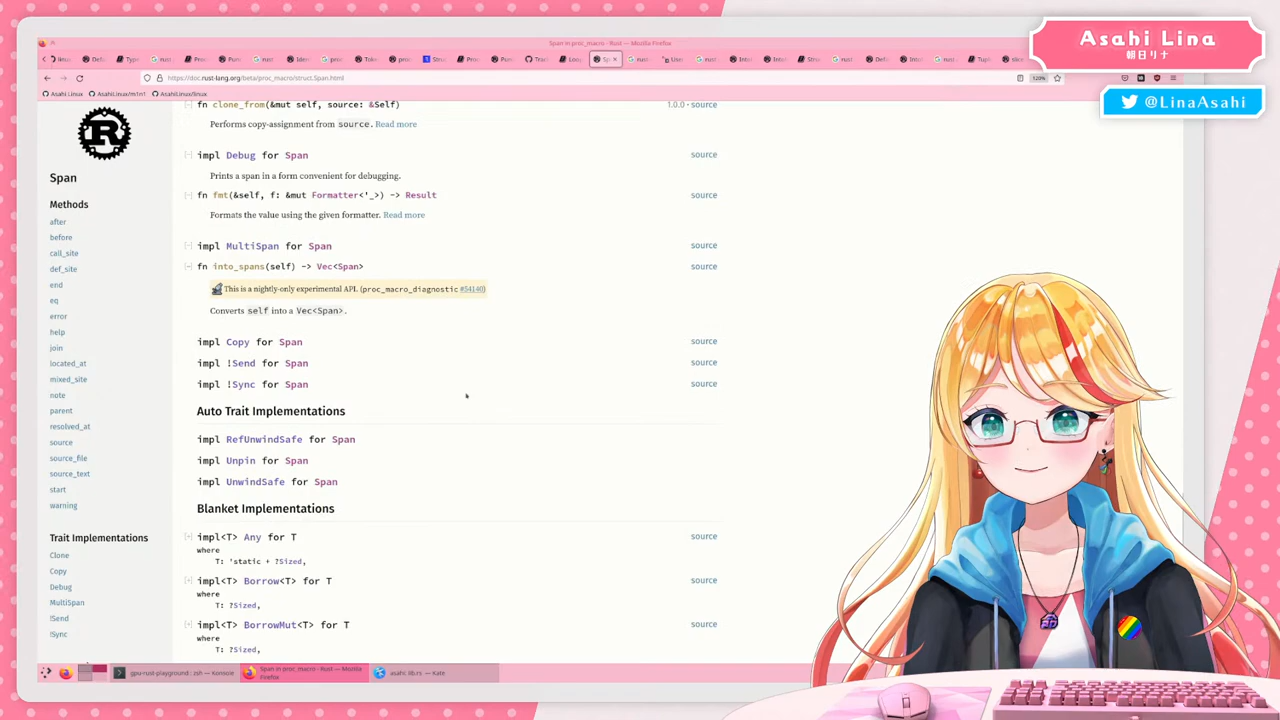 Asahi Lina
朝日リナ
@LinaAsahi
Span in proc_macro - Rust — Mozilla Firefox
https://doc.rust-lang.org/beta/proc_macro/struct.Span.html
120%
AsahiLinux
AsahiLinux/m1n1
AsahiLinux/linux
Span
Methods
after
before
call_site
def_site
end
eq
error
help
join
located_at
mixed_site
note
parent
resolved_at
source
source_file
source_text
start
warning
Trait Implementations
Clone
Copy
Debug
MultiSpan
!Send
!Sync
fn clone_from(&mut self, source: &Self)
1.0.0 · source
Performs copy-assignment from source. Read more
impl Debug for Span
source
Prints a span in a form convenient for debugging.
fn fmt(&self, f: &mut Formatter<'_>) -> Result
source
Formats the value using the given formatter. Read more
impl MultiSpan for Span
source
fn into_spans(self) -> Vec<Span>
source
This is a nightly-only experimental API. (proc_macro_diagnostic #54140)
Converts self into a Vec<Span>.
impl Copy for Span
source
impl !Send for Span
source
impl !Sync for Span
source
Auto Trait Implementations
impl RefUnwindSafe for Span
impl Unpin for Span
impl UnwindSafe for Span
Blanket Implementations
impl<T> Any for T
source
where
T: 'static + ?Sized,
impl<T> Borrow<T> for T
source
where
T: ?Sized,
impl<T> BorrowMut<T> for T
source
where
T: ?Sized,
gpu-rust-playground : zsh — Konsole
Span in proc_macro - Rust — Mozilla
Firefox
asahi: lib.rs — Kate